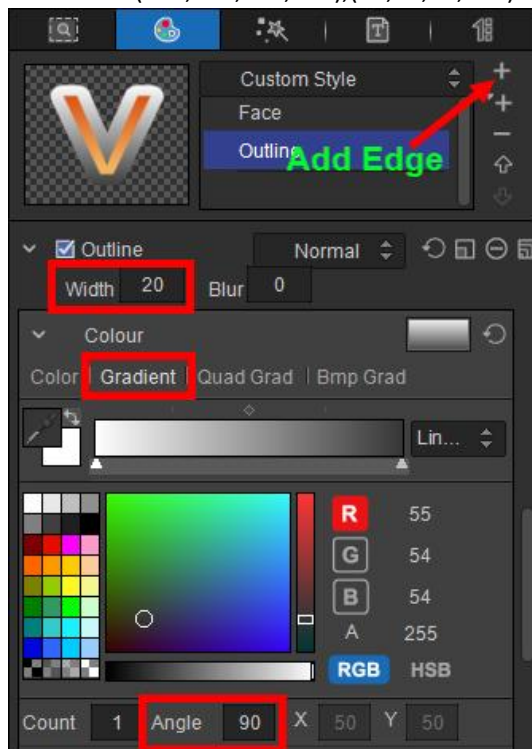 T
V
Custom Style
Face
Outline
Add Edge
Outline
Normal
Width 20 Blur 0
Colour
Color | Gradient | Quad Grad | Bmp Grad
Lin...
R 55
G 54
B 54
A 255
RGB HSB
Count 1 Angle 90 X 50 Y 50